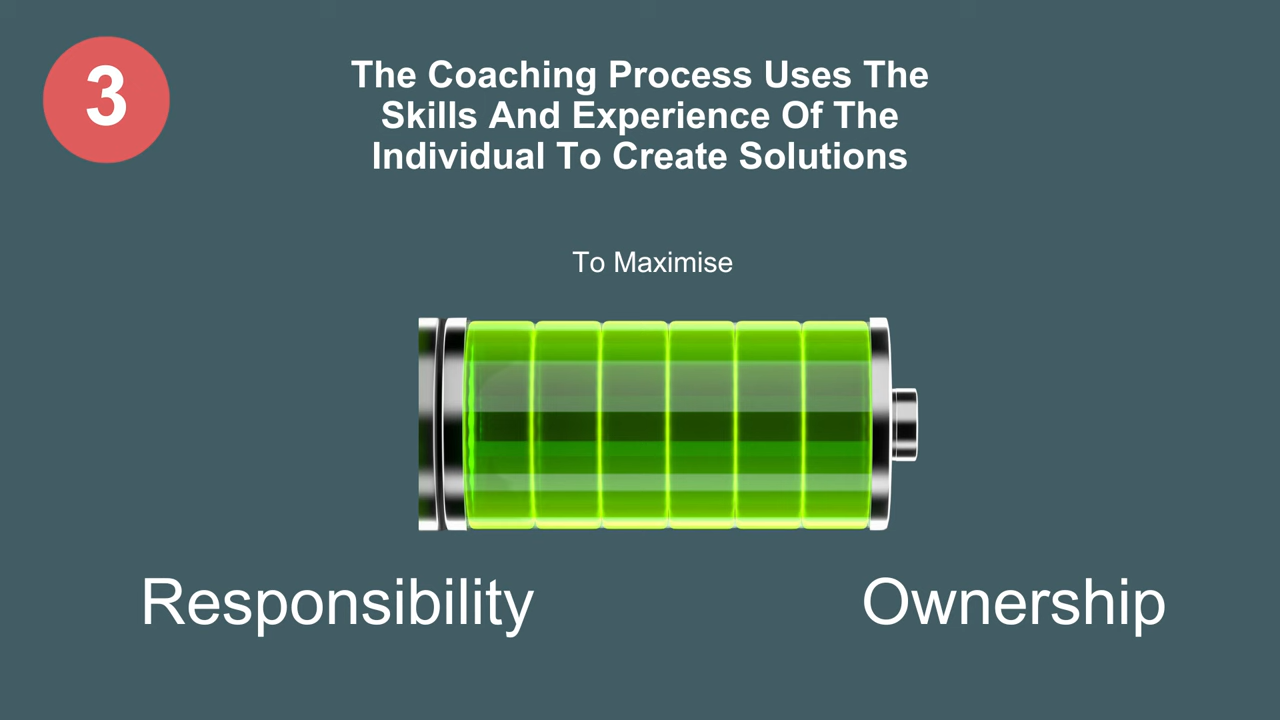 3
The Coaching Process Uses The
Skills And Experience Of The
Individual To Create Solutions
To Maximise
Responsibility
Ownership